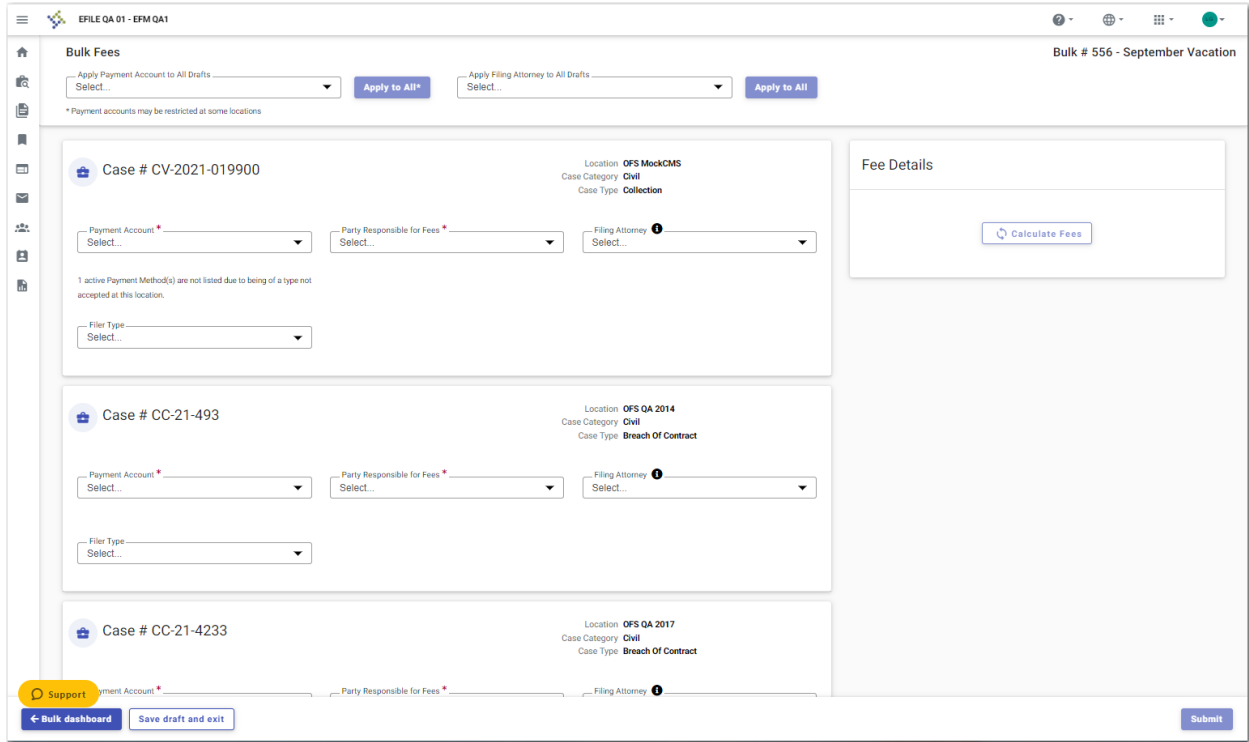 EFILE QA 01 - EFM QA1
Bulk Fees
Bulk # 556 - September Vacation
Apply Payment Account to All Drafts
Select...
Apply to All*
Apply Filing Attorney to All Drafts
Select...
Apply to All
* Payment accounts may be restricted at some locations
Case # CV-2021-019900
Location OFS MockCMS
Case Category Civil
Case Type Collection
Payment Account *
Select...
Party Responsible for Fees *
Select...
Filing Attorney
Select...
1 active Payment Method(s) are not listed due to being of a type not
accepted at this location.
Filer Type
Select...
Fee Details
Calculate Fees
Case # CC-21-493
Location OFS QA 2014
Case Category Civil
Case Type Breach Of Contract
Payment Account *
Select...
Party Responsible for Fees *
Select...
Filing Attorney
Select...
Filer Type
Select...
Case # CC-21-4233
Location OFS QA 2017
Case Category Civil
Case Type Breach Of Contract
yment Account *
Party Responsible for Fees *
Filing Attorney
Support
Bulk dashboard
Save draft and exit
Submit